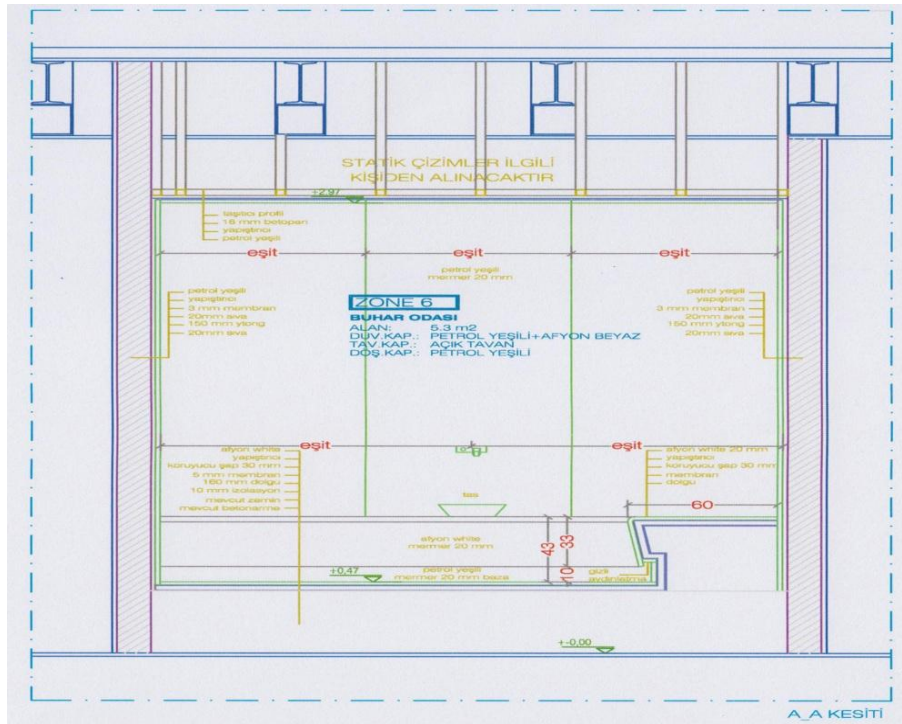 STATİK ÇİZİMLER İLGİLİ
KİŞİDEN ALINACAKTIR
+2.97
taşıyıcı profil
16 mm betopan
yapıştırıcı
petrol yeşili
eşit
eşit
eşit
petrol yeşili
mermer 20 mm
petrol yeşili
yapıştırıcı
3 mm membran
20mm sıva
150 mm ytong
20mm sıva
ZONE 6
BUHAR ODASI
ALAN: 5.3 m2
DUV.KAP.: PETROL YEŞİLİ+AFYON BEYAZ
TAV.KAP.: AÇIK TAVAN
DÖŞ.KAP.: PETROL YEŞİLİ
petrol yeşili
yapıştırıcı
3 mm membran
20mm sıva
150 mm ytong
20mm sıva
eşit
eşit
afyon white
yapıştırıcı
koruyucu şap 30 mm
5 mm membran
160 mm dolgu
10 mm izolasyon
mevcut zemin
mevcut betonarme
tas
afyon white 20 mm
yapıştırıcı
koruyucu şap 30 mm
membran
dolgu
60
afyon white
mermer 20 mm
43
33
10
+0,47
petrol yeşili
mermer 20 mm baza
gizli
aydınlatma
+-0,00
A_A KESİTİ